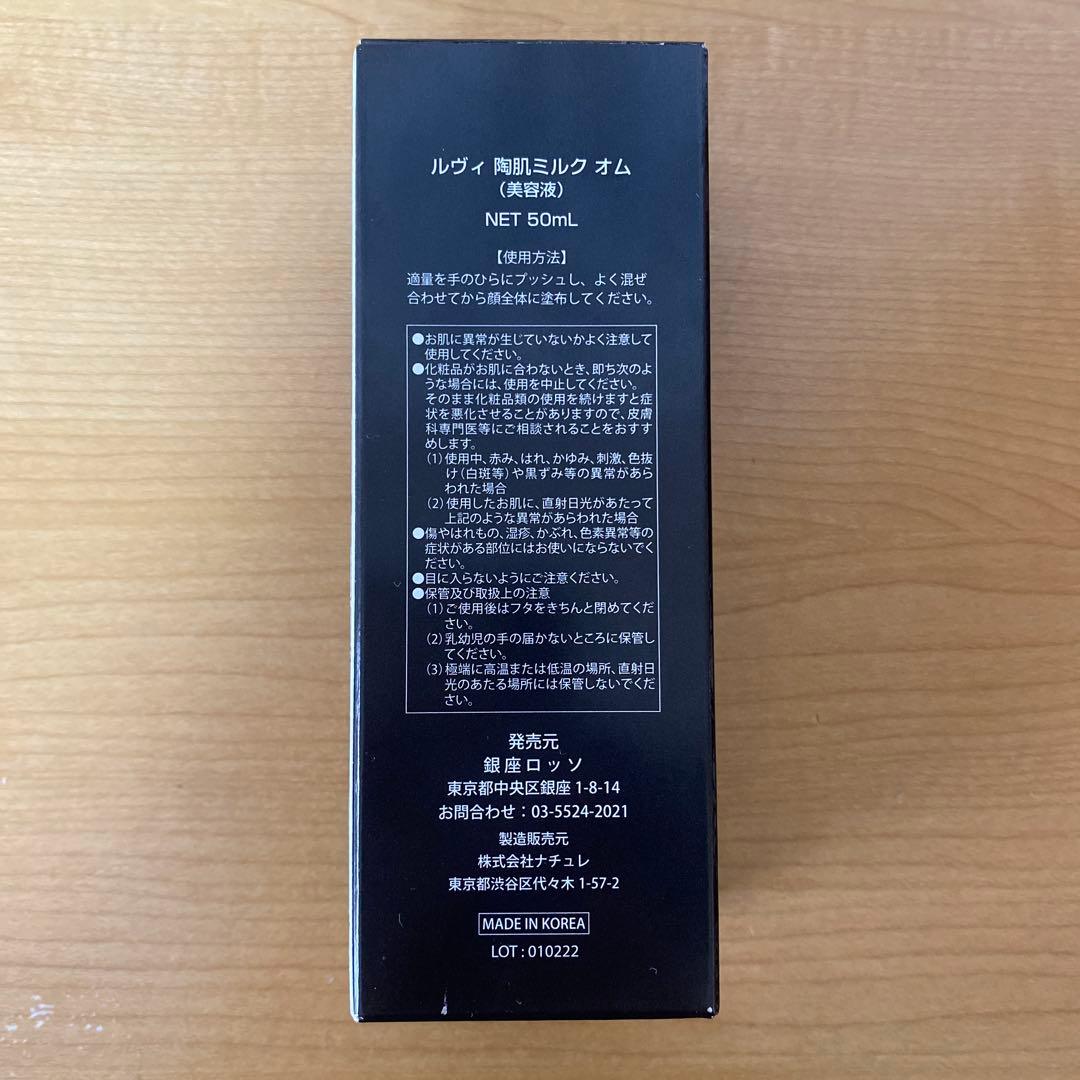 ルヴィ 陶肌ミルク オム
（美容液）
NET 50mL
【使用方法】
適量を手のひらにプッシュし、よく混ぜ
合わせてから顔全体に塗布してください。
●お肌に異常が生じていないかよく注意して
使用してください。
●化粧品がお肌に合わないとき、即ち次のよ
うな場合には、使用を中止してください。
そのまま化粧品類の使用を続けますと症
状を悪化させることがありますので、皮膚
科専門医等にご相談されることをおすす
めします。
（1）使用中、赤み、はれ、かゆみ、刺激、色抜
け（白斑等）や黒ずみ等の異常があら
われた場合
（2）使用したお肌に、直射日光があたって
上記のような異常があらわれた場合
●傷やはれもの、湿疹、かぶれ、色素異常等の
症状がある部位にはお使いにならないでく
ださい。
●目に入らないようにご注意ください。
●保管及び取扱上の注意
（1）ご使用後はフタをきちんと閉めてくだ
さい。
（2）乳幼児の手の届かないところに保管し
てください。
（3）極端に高温または低温の場所、直射日
光のあたる場所には保管しないでくだ
さい。
発売元
銀座ロッソ
東京都中央区銀座 1-8-14
お問合わせ：03-5524-2021
製造販売元
株式会社ナチュレ
東京都渋谷区代々木 1-57-2
MADE IN KOREA
LOT : 010222